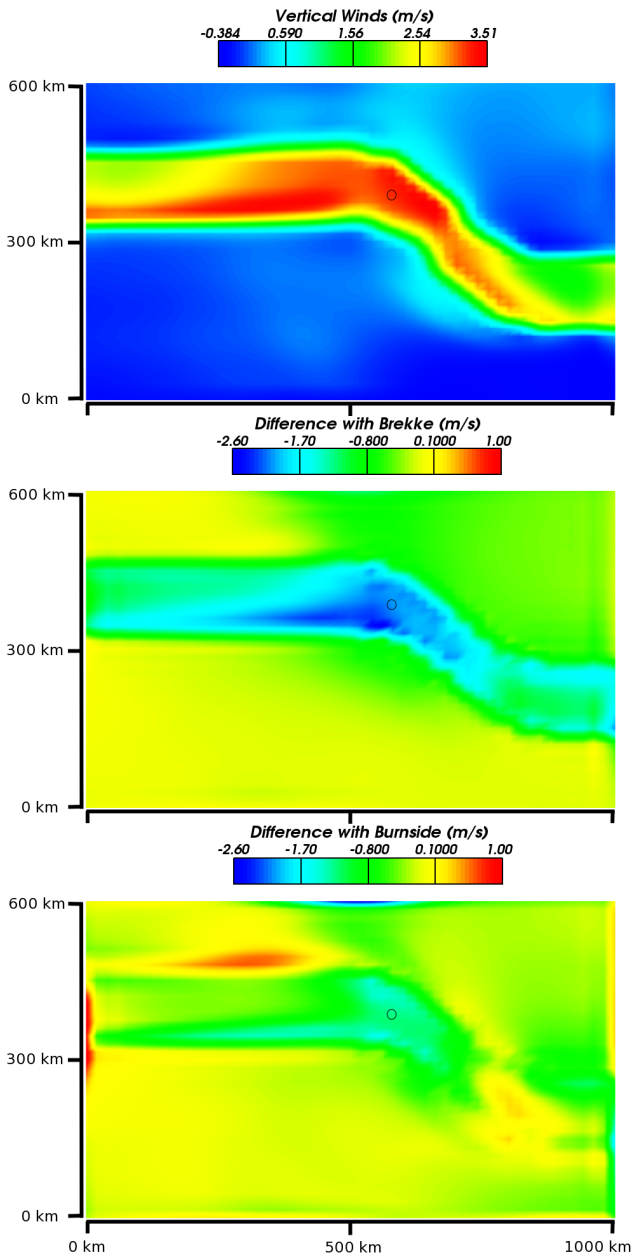 Vertical Winds (m/s)
-0.384 0.590 1.56 2.54 3.51
600 km
300 km
0 km
Difference with Brekke (m/s)
-2.60 -1.70 -0.800 0.1000 1.00
600 km
300 km
0 km
Difference with Burnside (m/s)
-2.60 -1.70 -0.800 0.1000 1.00
600 km
300 km
0 km
0 km 500 km 1000 km